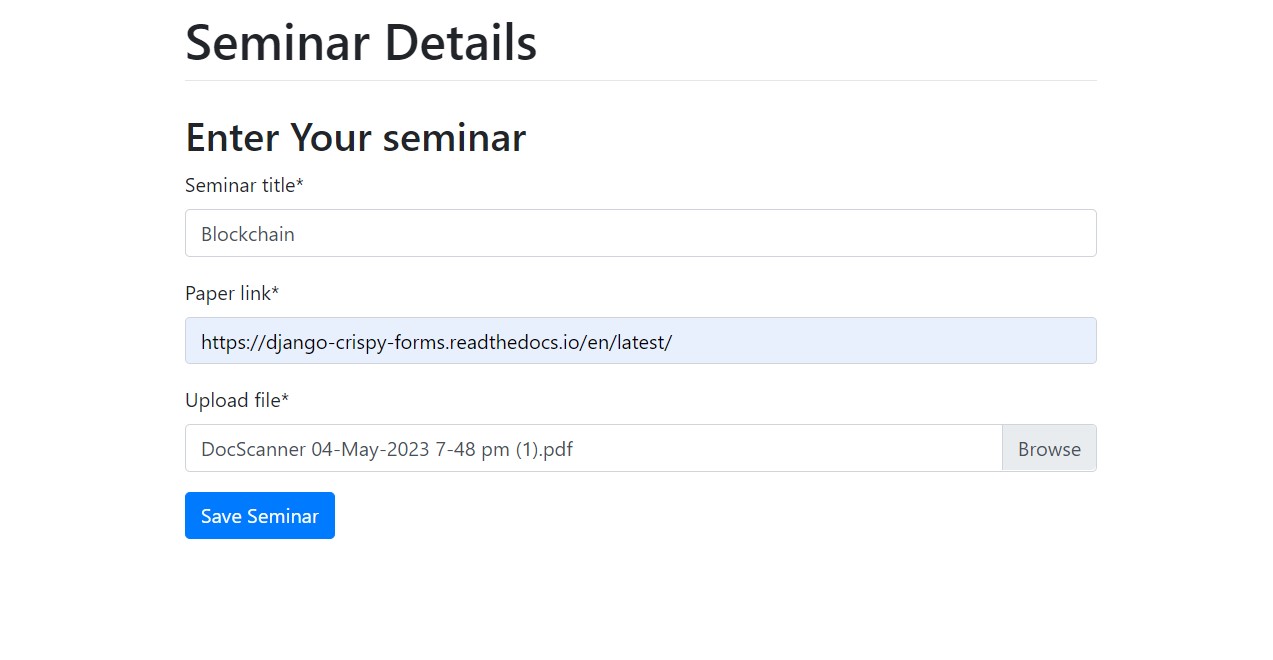 Seminar Details
Enter Your seminar
Seminar title*
Blockchain
Paper link*
https://django-crispy-forms.readthedocs.io/en/latest/
Upload file*
DocScanner 04-May-2023 7-48 pm (1).pdf Browse
Save Seminar